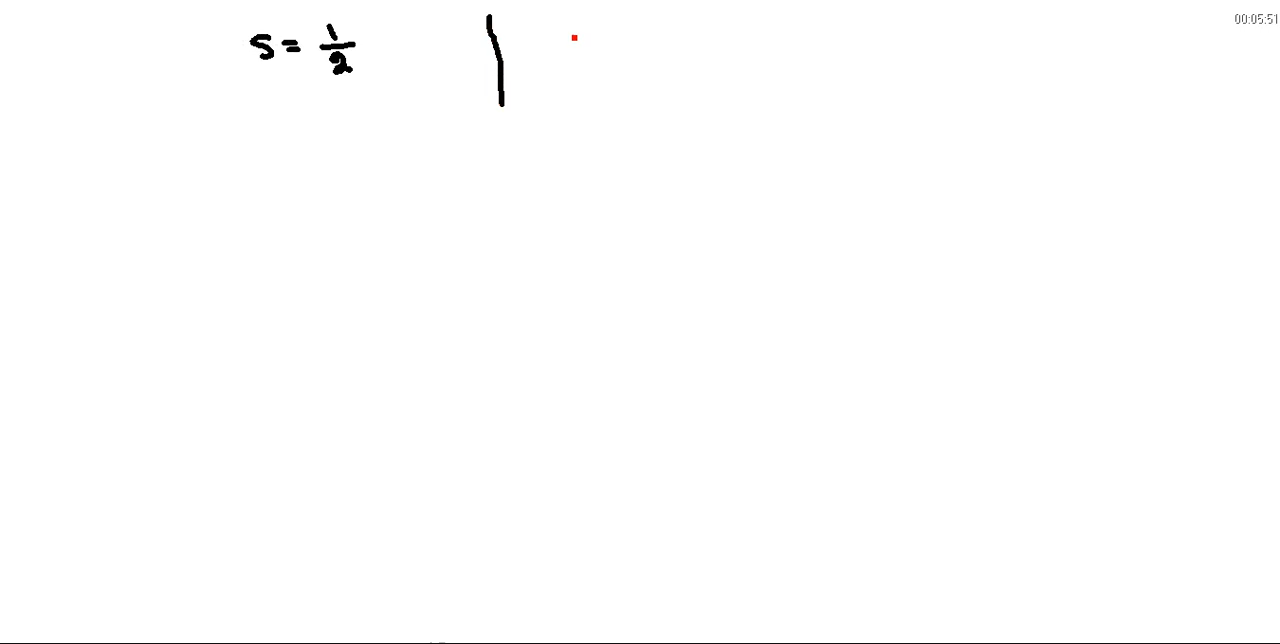 00:05:51
S = 1/2 |